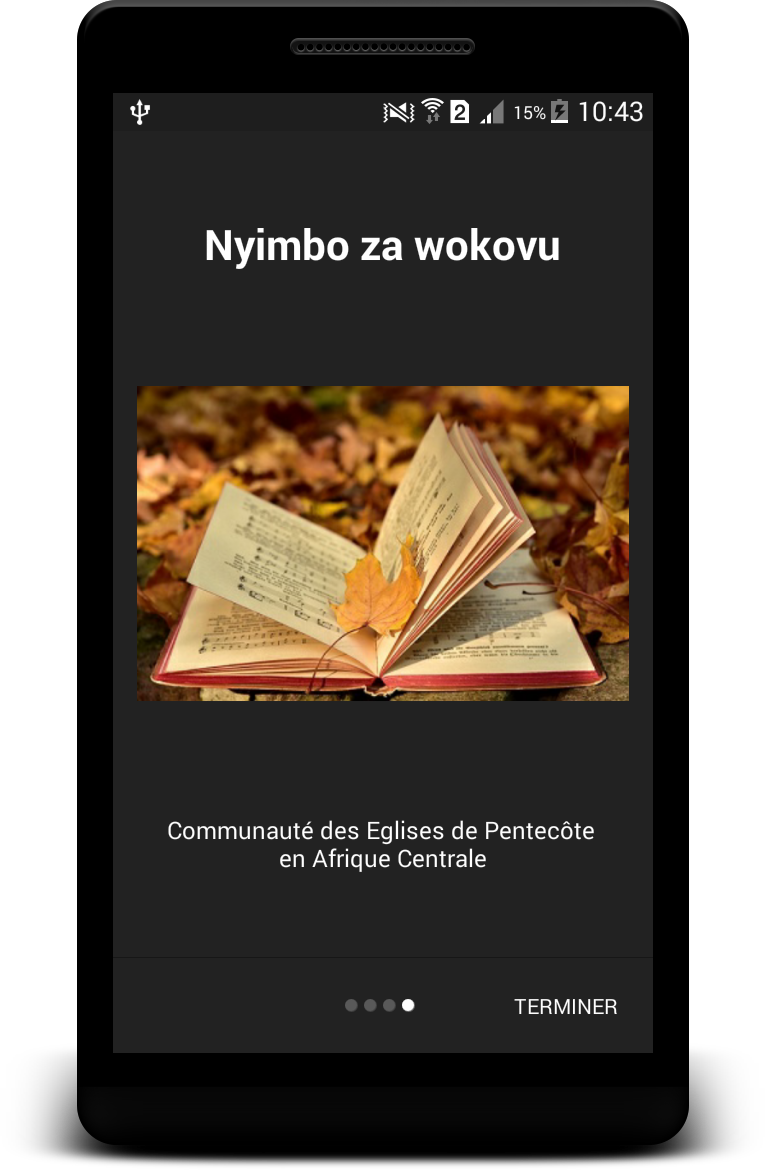 2 15% 10:43
Nyimbo za wokovu
Communauté des Eglises de Pentecôte
en Afrique Centrale
TERMINER